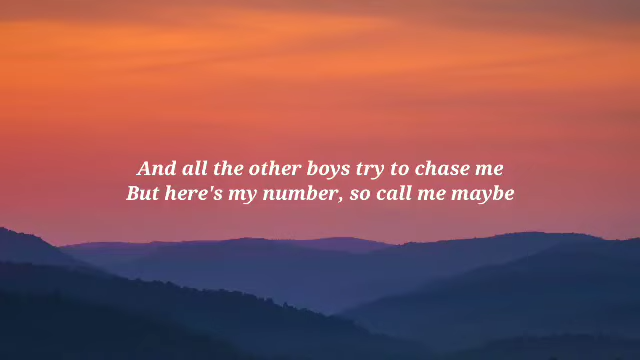 And all the other boys try to chase me
But here's my number, so call me maybe